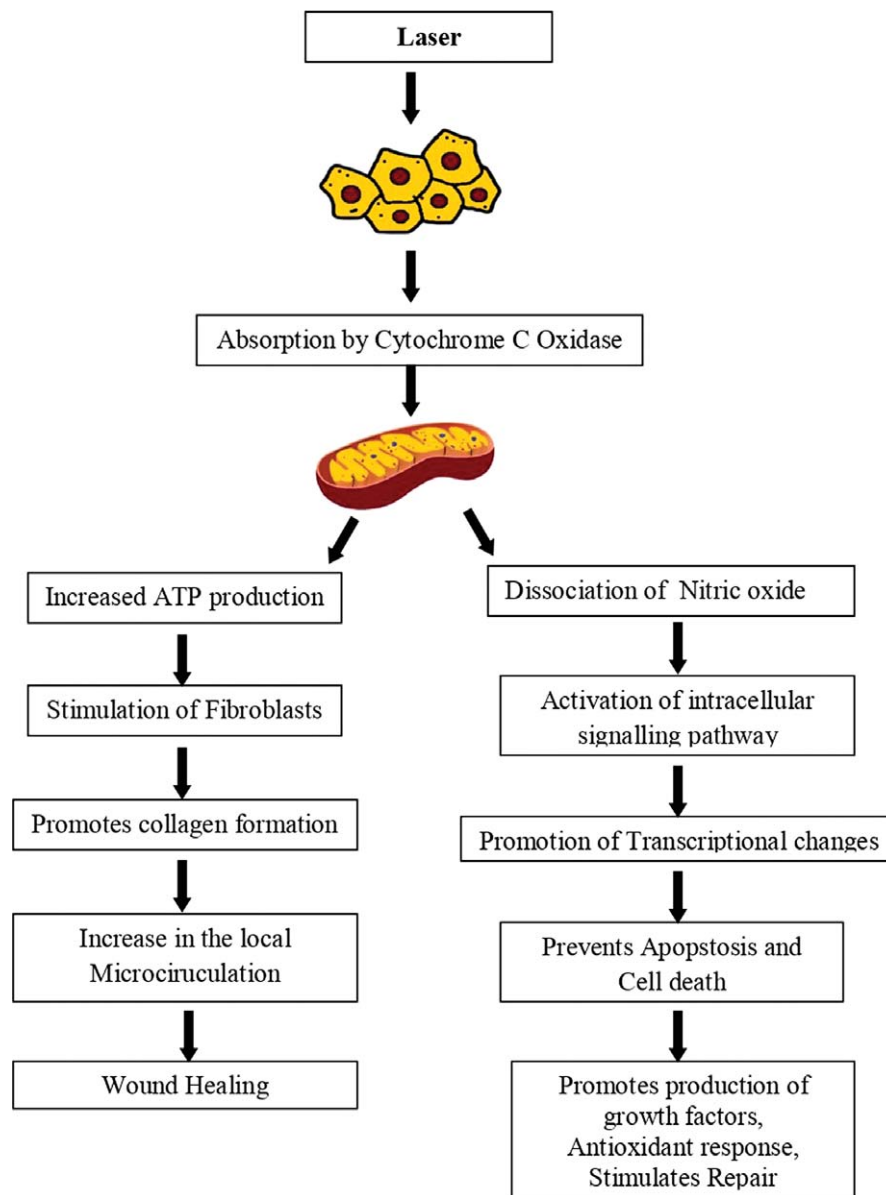 Laser
Absorption by Cytochrome C Oxidase
Increased ATP production
Stimulation of Fibroblasts
Promotes collagen formation
Increase in the local
Microciruculation
Wound Healing
Dissociation of Nitric oxide
Activation of intracellular
signalling pathway
Promotion of Transcriptional changes
Prevents Apopstosis and
Cell death
Promotes production of
growth factors,
Antioxidant response,
Stimulates Repair